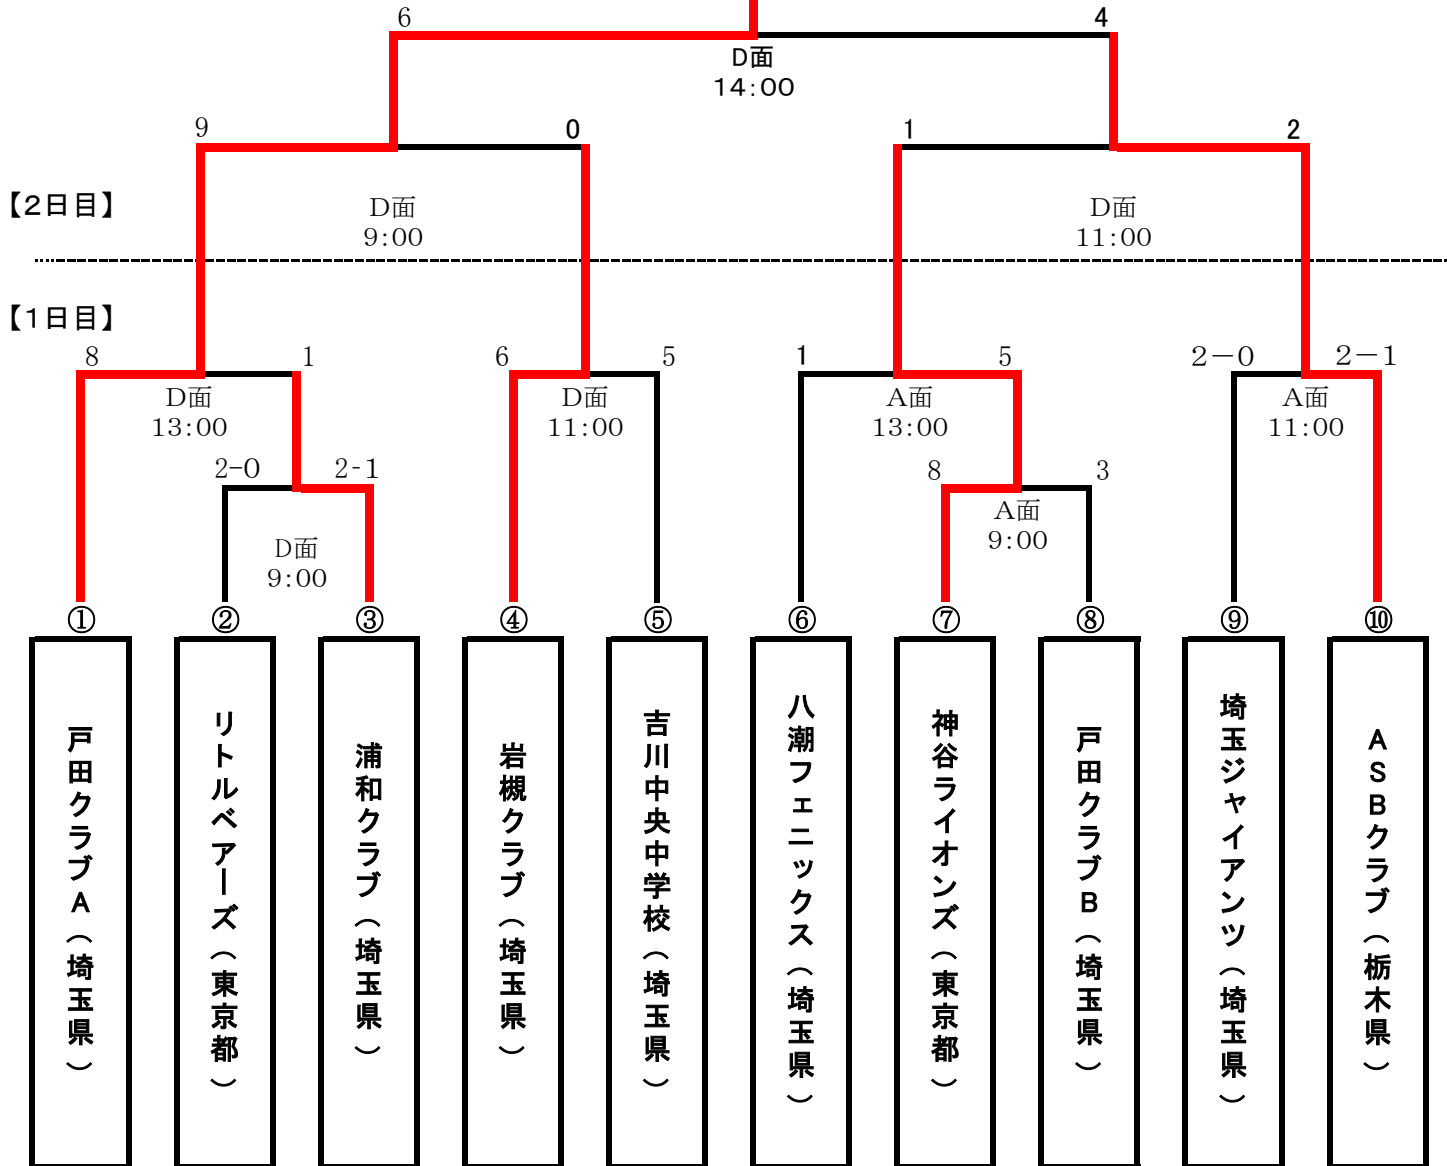 6 4
D面
14:00
9 0 1 2
【2日目】
D面 D面
9:00 11:00
【1日目】
8 1 6 5 1 5 2－0 2－1
D面 D面 A面 A面
13:00 11:00 13:00 11:00
2-0 2-1 8 3
A面
9:00
D面
9:00
① ② ③ ④ ⑤ ⑥ ⑦ ⑧ ⑨ ⑩
戸田クラブA（埼玉県）
リトルベアーズ（東京都）
浦和クラブ（埼玉県）
岩槻クラブ（埼玉県）
吉川中央中学校（埼玉県）
八潮フェニックス（埼玉県）
神谷ライオンズ（東京都）
戸田クラブB（埼玉県）
埼玉ジャイアンツ（埼玉県）
ASBクラブ（栃木県）